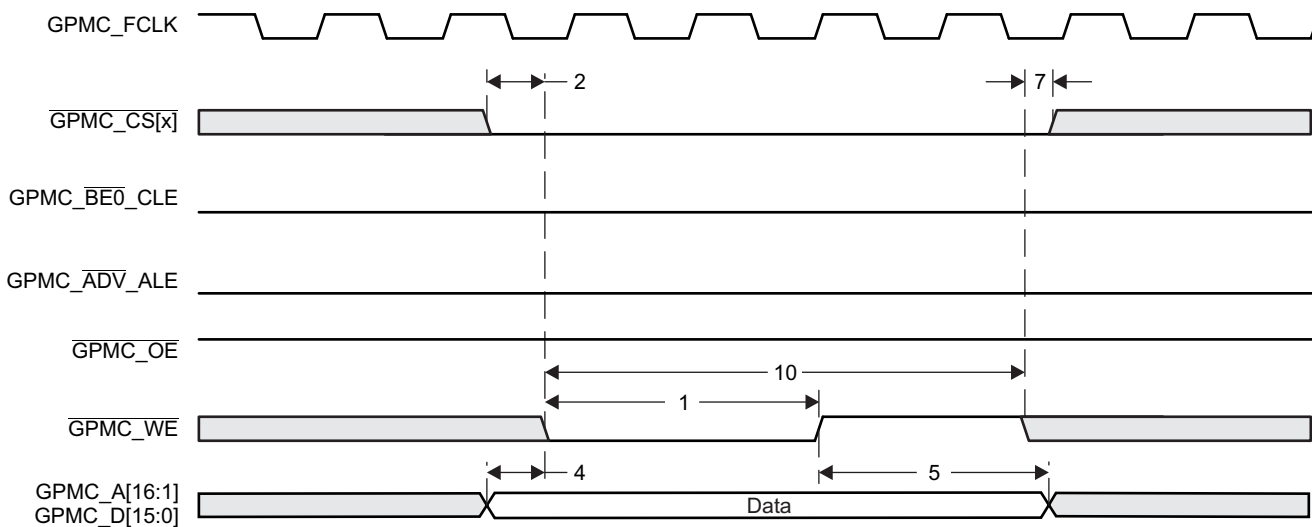 GPMC_FCLK
2
7
GPMC_CS[x]
GPMC_BE0_CLE
GPMC_ADV_ALE
GPMC_OE
10
1
GPMC_WE
4
5
GPMC_A[16:1]
GPMC_D[15:0]
Data